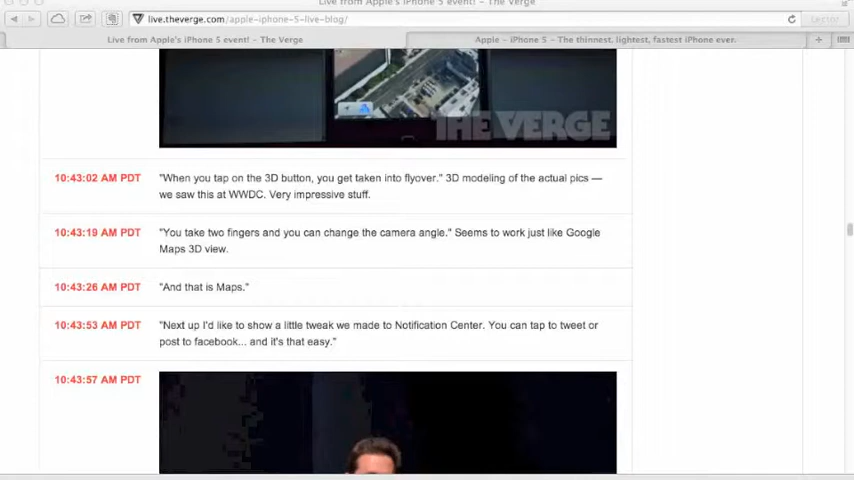 Live from Apple's iPhone 5 event! – The Verge
live.theverge.com/apple-iphone-5-live-blog/
Lector
Live from Apple's iPhone 5 event! – The Verge
Apple – iPhone 5 – The thinnest, lightest, fastest iPhone ever.
THE VERGE
10:43:02 AM PDT
"When you tap on the 3D button, you get taken into flyover." 3D modeling of the actual pics —
we saw this at WWDC. Very impressive stuff.
10:43:19 AM PDT
"You take two fingers and you can change the camera angle." Seems to work just like Google
Maps 3D view.
10:43:26 AM PDT
"And that is Maps."
10:43:53 AM PDT
"Next up I'd like to show a little tweak we made to Notification Center. You can tap to tweet or
post to facebook... and it's that easy."
10:43:57 AM PDT